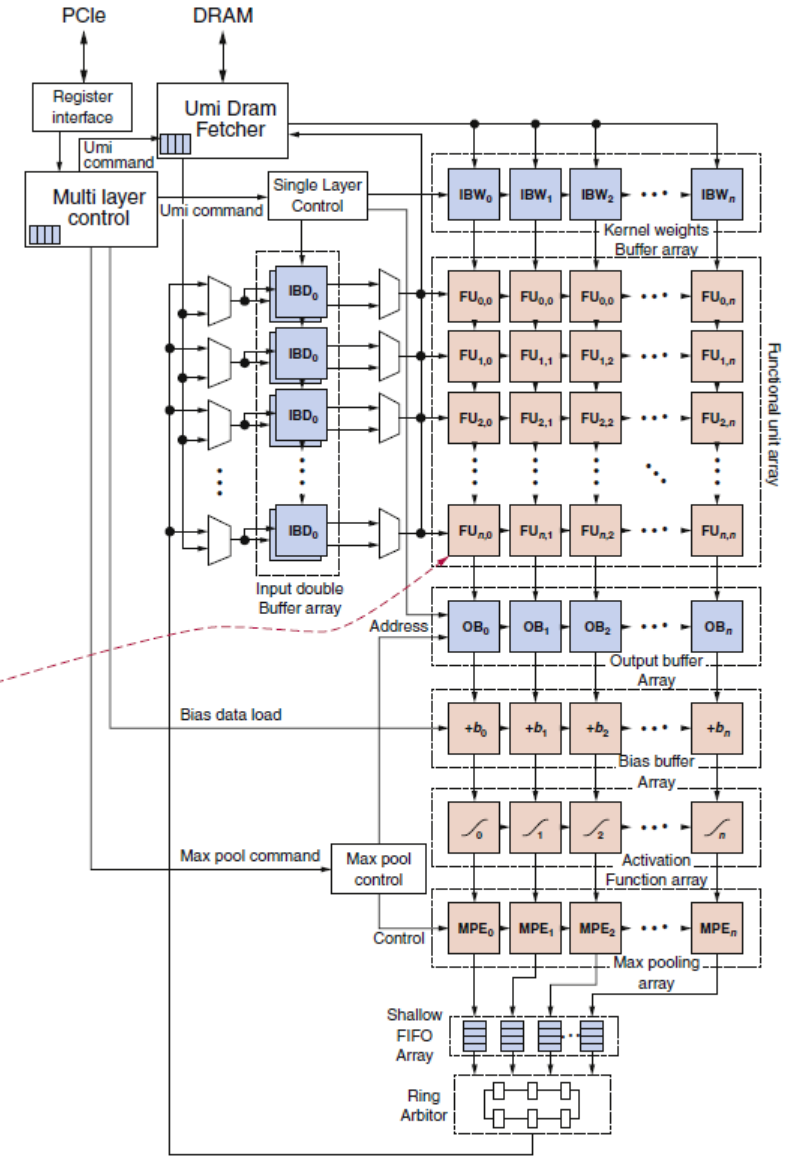 PCIe
DRAM
Register
interface
Umi Dram
Fetcher
Umi
command
Multi layer
control
Umi command
Single Layer
Control
IBW0
IBW1
IBW2
IBWn
Kernel weights
Buffer array
IBD0
IBD0
IBD0
IBD0
Input double
Buffer array
FU0,0
FU0,0
FU0,0
FU0,n
FU1,0
FU1,1
FU1,2
FU1,n
FU2,0
FU2,1
FU2,2
FU2,n
FUn,0
FUn,1
FUn,2
FUn,n
Functional unit array
Address
OB0
OB1
OB2
OBn
Output buffer
Array
Bias data load
+b0
+b1
+b2
+bn
Bias buffer
Array
0
1
2
n
Activation
Function array
Max pool command
Max pool
control
Control
MPE0
MPE1
MPE2
MPEn
Max pooling
array
Shallow
FIFO
Array
Ring
Arbitor